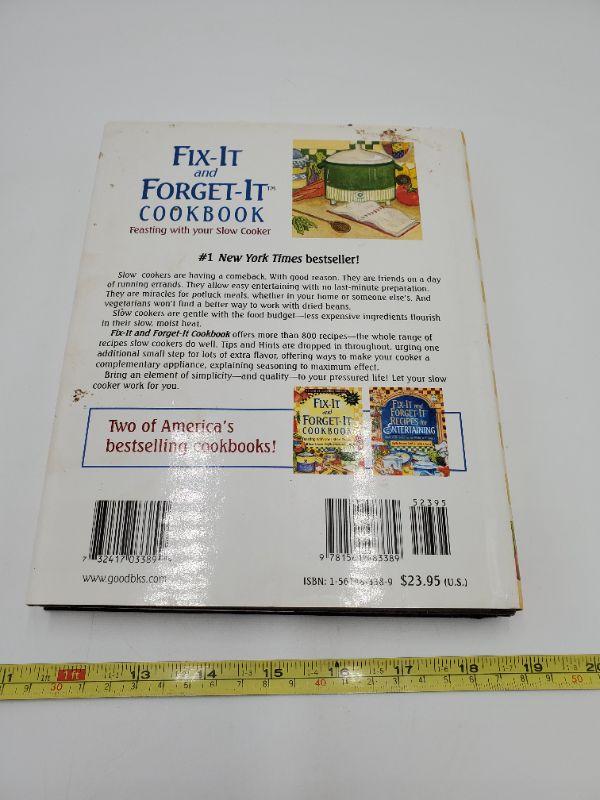 FIX-IT
and
FORGET-IT™
COOKBOOK
Feasting with your Slow Cooker
#1 New York Times bestseller!
Slow cookers are having a comeback. With good reason. They are friends on a day
of running errands. They allow easy entertaining with no last-minute preparation.
They are miracles for potluck meals, whether in your home or someone else's. And
vegetarians won't find a better way to work with dried beans.
Slow cookers are gentle with the food budget—less expensive ingredients flourish
in their slow, moist heat.
Fix-It and Forget-It Cookbook offers more than 800 recipes—the whole range of
recipes slow cookers do well. Tips and Hints are dropped in throughout, urging one
additional small step for lots of extra flavor, offering ways to make your cooker a
complementary appliance, explaining seasoning to maximum effect.
Bring an element of simplicity—and quality—to your pressured life! Let your slow
cooker work for you.
Two of America's
bestselling cookbooks!
FIX-IT
and
FORGET-IT
COOKBOOK
FIX-IT and
FORGET-IT
RECIPES for
ENTERTAINING
52395
7 32417 03389
9 781561 483389
www.goodbks.com
ISBN: 1-56148-338-9 $23.95 (U.S.)
1ft 13 14 15 16 17 18 19
30 40 50